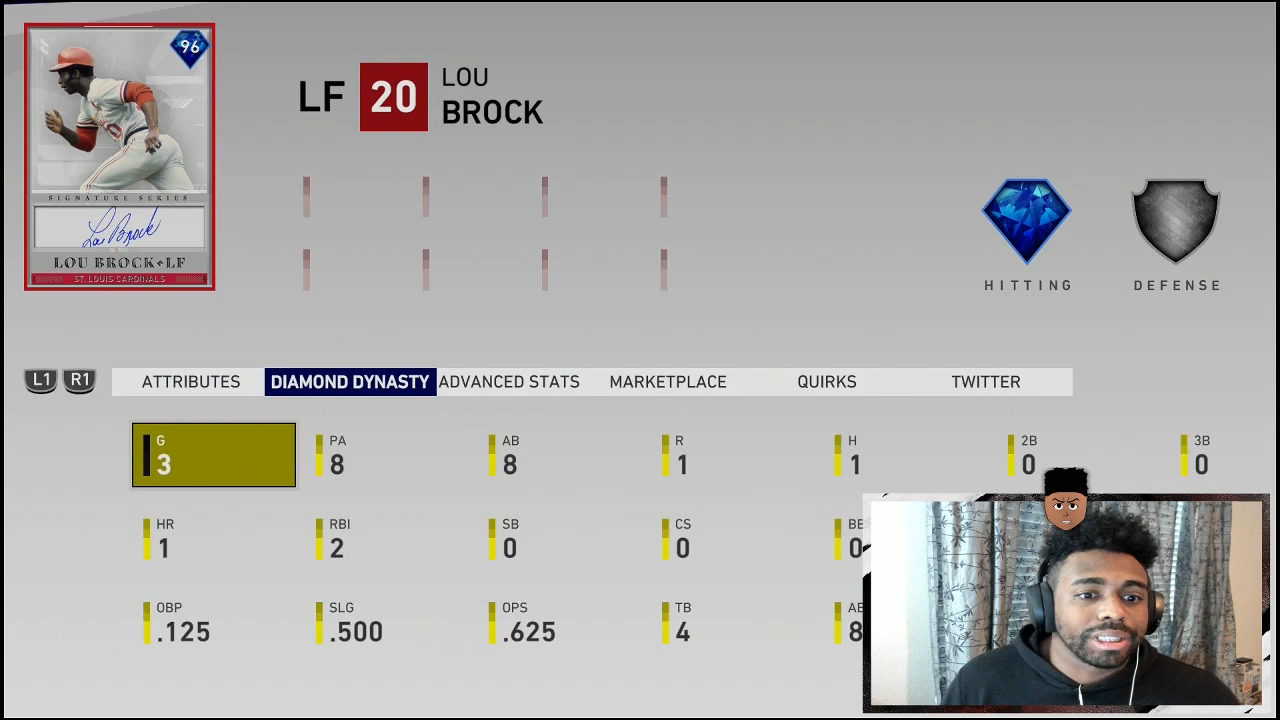 96
SIGNATURE SERIES
Lou Brock
LOU BROCK LF
ST. LOUIS CARDINALS
LF 20 LOU BROCK
HITTING DEFENSE
L1 R1 ATTRIBUTES DIAMOND DYNASTY ADVANCED STATS MARKETPLACE QUIRKS TWITTER
G PA AB R H 2B 3B
3 8 8 1 1 0 0
HR RBI SB CS BB
1 2 0 0 0
OBP SLG OPS TB
.125 .500 .625 4 8